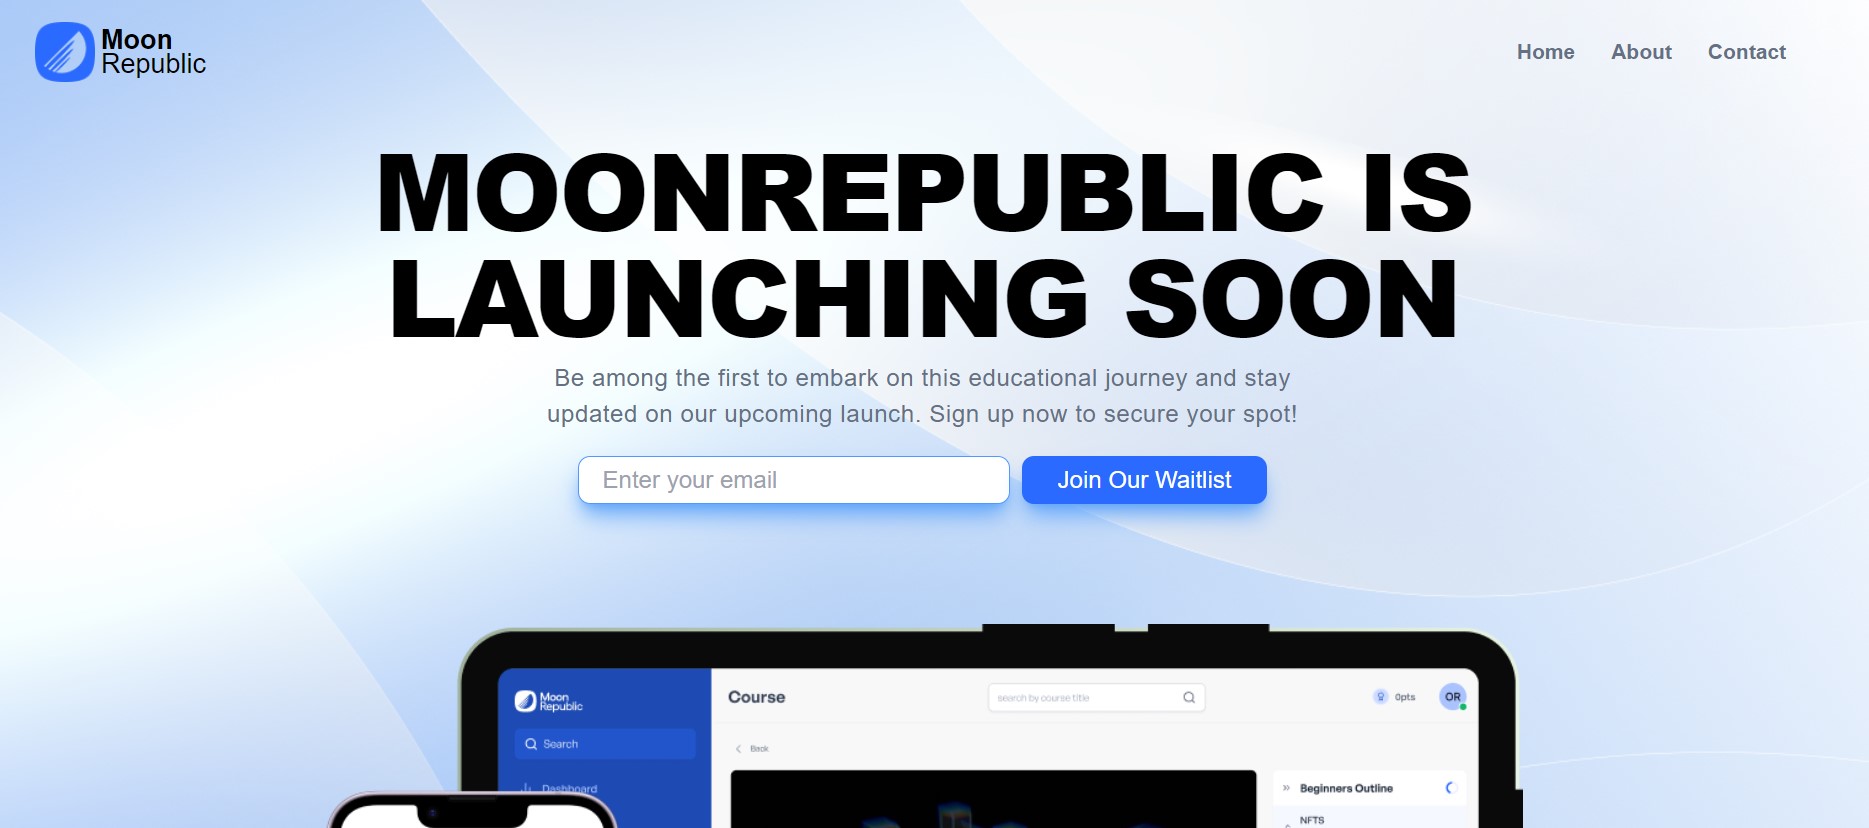 Moon
Republic
Home
About
Contact
MOONREPUBLIC IS
LAUNCHING SOON
Be among the first to embark on this educational journey and stay
updated on our upcoming launch. Sign up now to secure your spot!
Enter your email
Join Our Waitlist
Moon
Republic
Search
Dashboard
Course
search by course title
0pts
OR
Back
Beginners Outline
NFTS